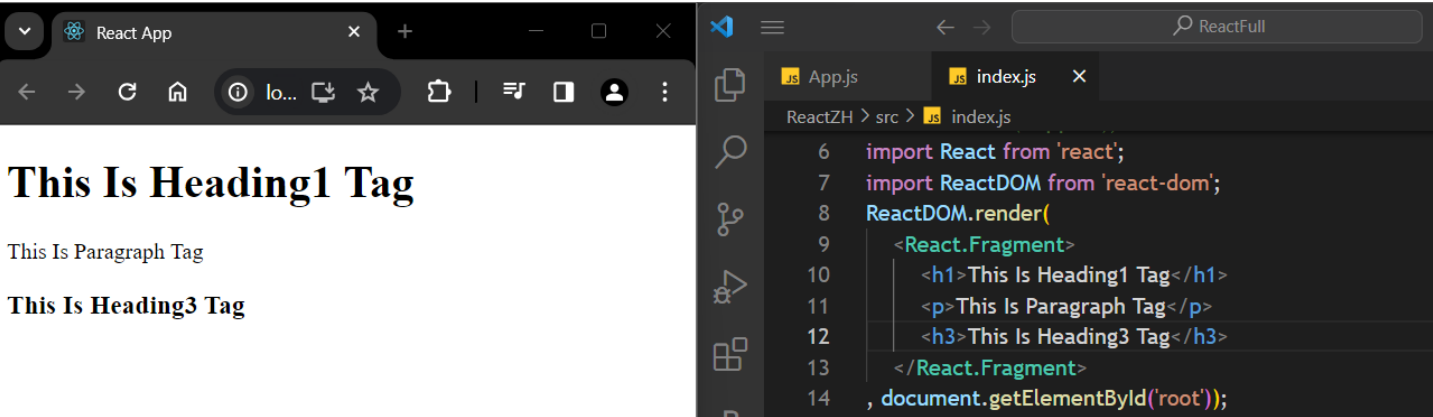 React App
lo...
This Is Heading1 Tag
This Is Paragraph Tag
This Is Heading3 Tag
ReactFull
JS App.js
JS index.js
ReactZH > src > JS index.js
6 import React from 'react';
7 import ReactDOM from 'react-dom';
8 ReactDOM.render(
9 <React.Fragment>
10 <h1>This Is Heading1 Tag</h1>
11 <p>This Is Paragraph Tag</p>
12 <h3>This Is Heading3 Tag</h3>
13 </React.Fragment>
14 , document.getElementById('root'));